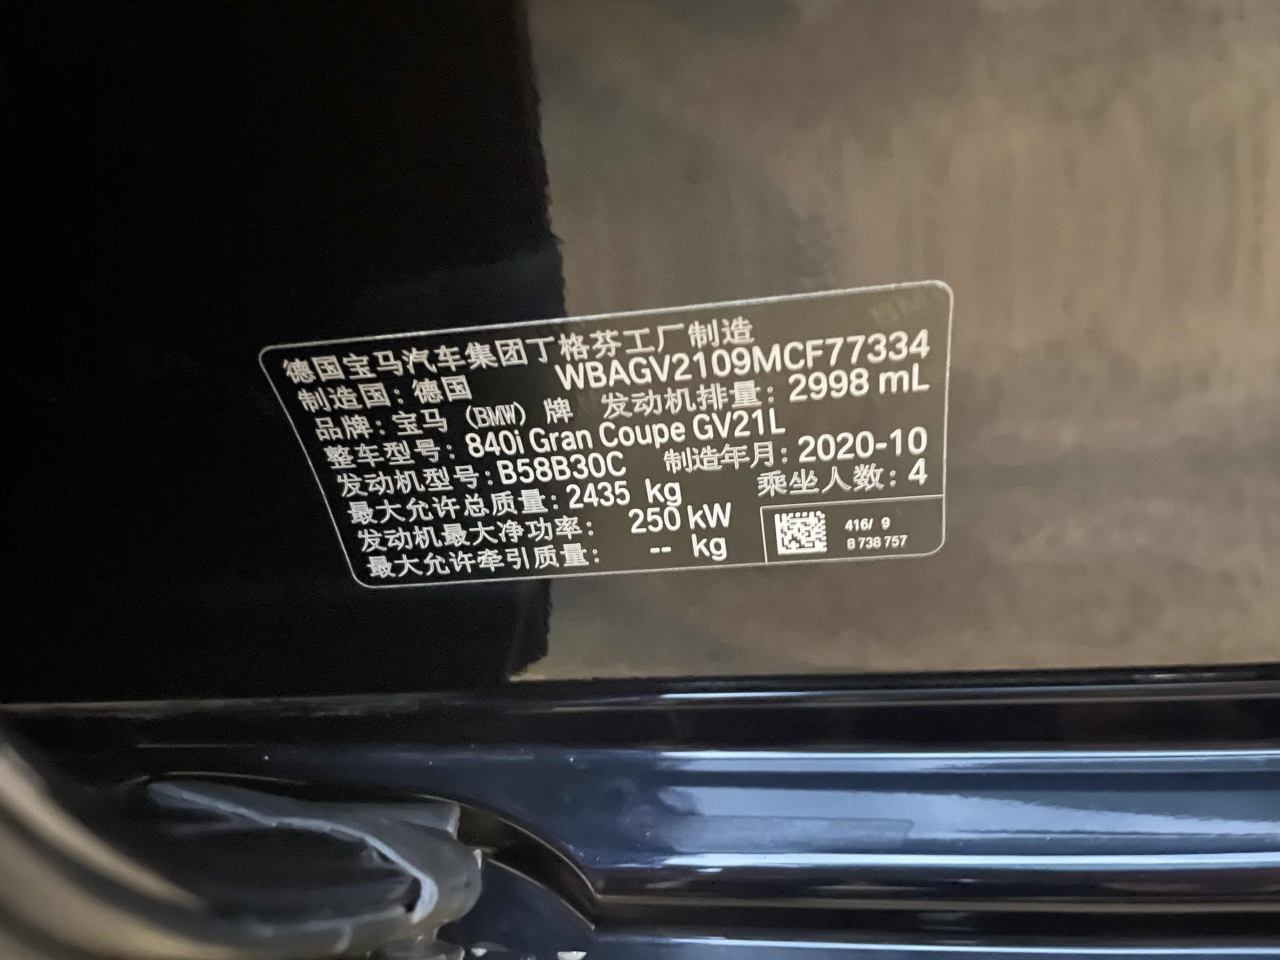 德国宝马汽车集团丁格芬工厂制造
制造国：德国 WBAGV2109MCF77334
品牌：宝马（BMW）牌 发动机排量：2998 mL
整车型号：840i Gran Coupe GV21L
发动机型号：B58B30C 制造年月：2020-10
最大允许总质量：2435 kg 乘坐人数：4
发动机最大净功率： 250 kW
最大允许牵引质量： -- kg
416/ 9
8 738 757